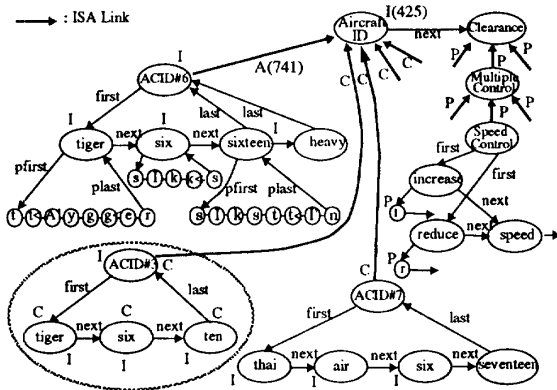 : ISA Link
Aircraft
ID
I(425)
next
Clearance
P
P
I
A(741)
C
C
C
C
P
ACID#6
Multiple
Control
P
P
first
last
last
P
I
next
I
next
I
tiger
six
sixteen
heavy
Speed
Control
first
first
pfirst
plast
pfirst
plast
increase
next
P
i
reduce
next
speed
P
r
I
ACID#3
C
C
ACID#7
first
last
first
last
C
next
C
next
C
tiger
six
ten
I
I
I
thai
next
air
next
six
next
seventeen
I
I
I
I